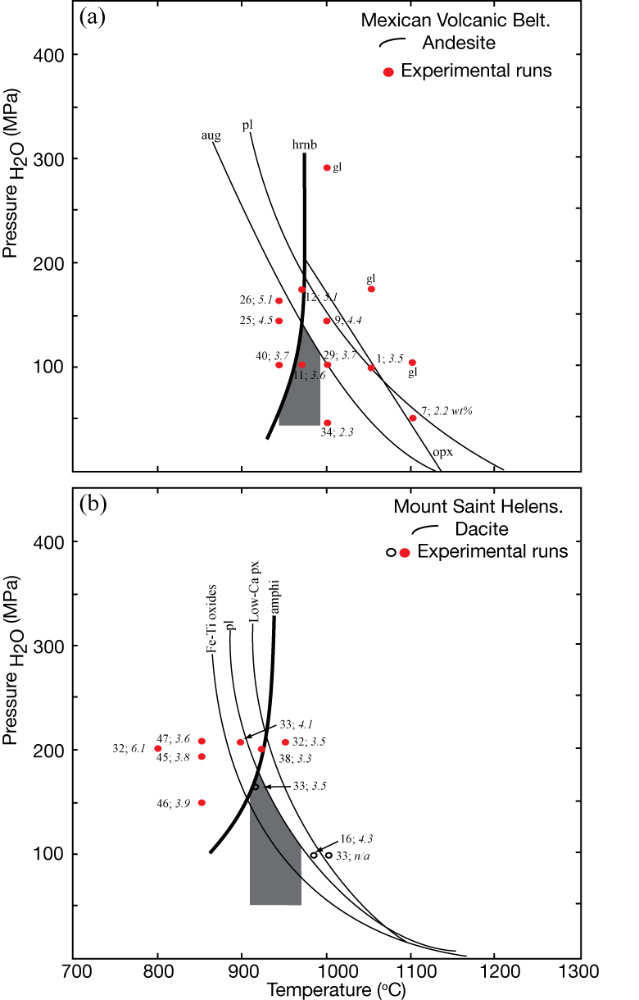 (a)
Mexican Volcanic Belt.
Andesite
Experimental runs
400
300
200
100
Pressure H2O (MPa)
aug
pl
hrnb
gl
gl
12; 5.1
26; 5.1
25; 4.5
9; 4.4
40; 3.7
29; 3.7
1; 3.5
11; 3.6
gl
7; 2.2 wt%
34; 2.3
opx
(b)
Mount Saint Helens.
Dacite
Experimental runs
400
300
200
100
Pressure H2O (MPa)
Fe-Ti oxides
pl
Low-Ca px
amphi
33; 4.1
47; 3.6
32; 3.5
32; 6.1
45; 3.8
38; 3.3
33; 3.5
46; 3.9
16; 4.3
33; n/a
700 800 900 1000 1100 1200 1300
Temperature (oC)